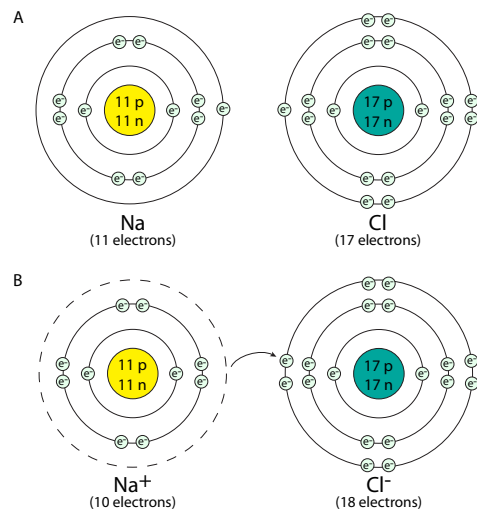 A
e⁻ e⁻
e⁻ e⁻
e⁻ e⁻
e⁻ 11 p e⁻
e⁻ e⁻ e⁻
e⁻ 11 n e⁻
e⁻ e⁻
Na
(11 electrons)
e⁻ e⁻
17 p e⁻ e⁻
e⁻ e⁻ e⁻
17 n e⁻ e⁻
e⁻ e⁻
e⁻ e⁻
Cl
(17 electrons)
B
e⁻ e⁻
e⁻ 11 p e⁻
e⁻ e⁻
e⁻ 11 n e⁻
e⁻ e⁻
Na⁺
(10 electrons)
e⁻ e⁻
e⁻ e⁻
e⁻ 17 p e⁻ e⁻
e⁻ e⁻
e⁻ 17 n e⁻ e⁻
e⁻ e⁻
e⁻ e⁻
Cl⁻
(18 electrons)